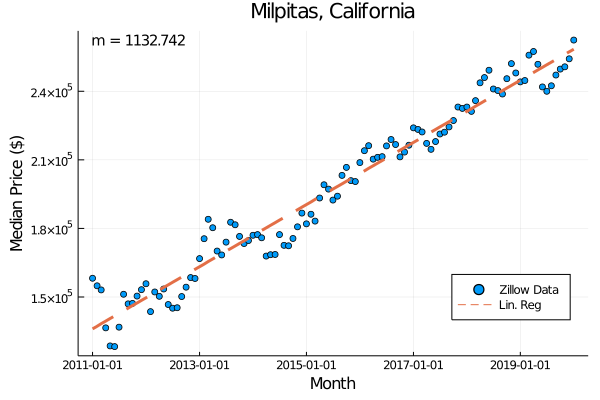 Milpitas, California
m = 1132.742
Median Price ($)
2.4×10⁵
2.1×10⁵
1.8×10⁵
1.5×10⁵
Zillow Data
Lin. Reg
2011-01-01 2013-01-01 2015-01-01 2017-01-01 2019-01-01
Month